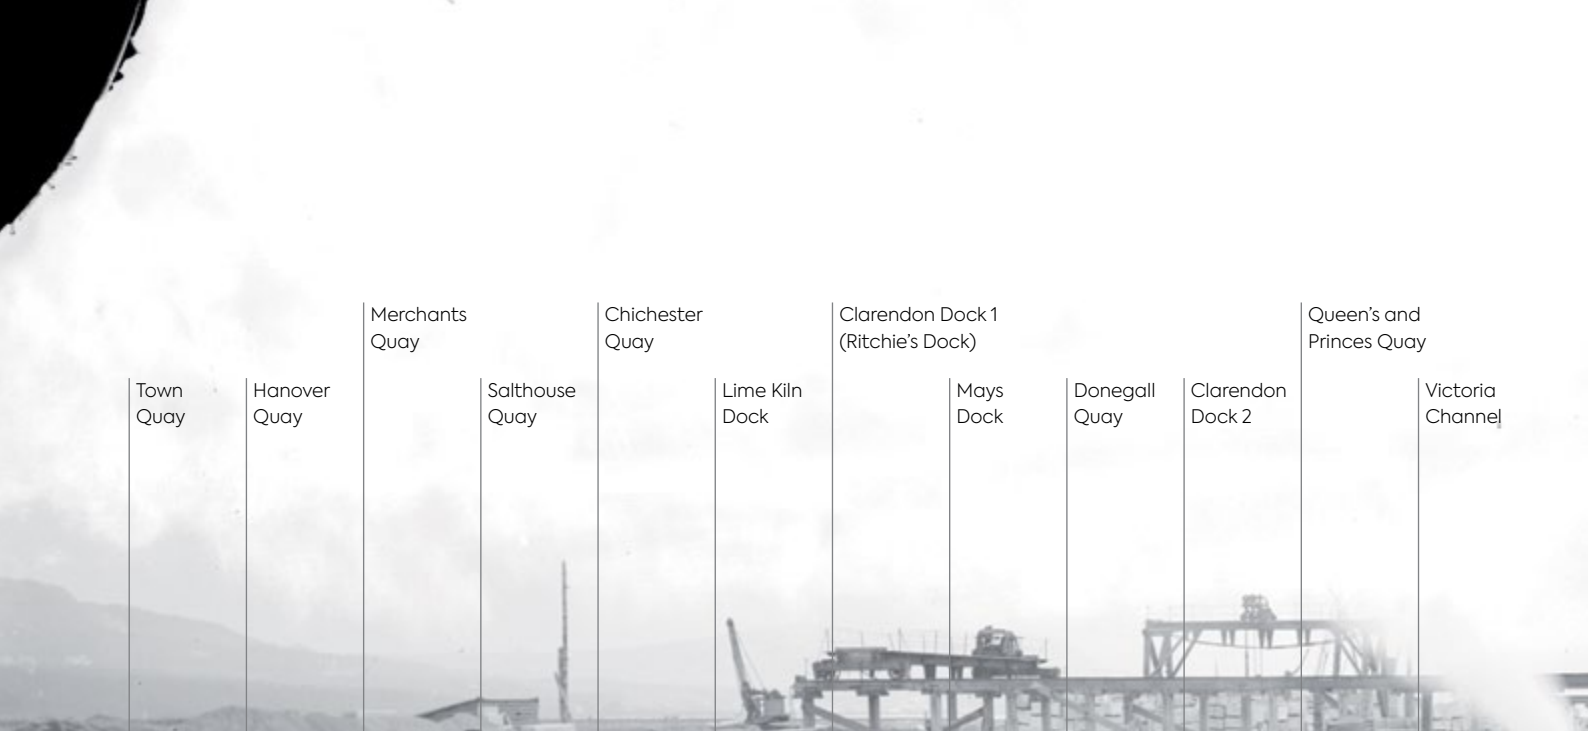 Merchants
Quay
Chichester
Quay
Clarendon Dock 1
(Ritchie's Dock)
Queen's and
Princes Quay
Town
Quay
Hanover
Quay
Salthouse
Quay
Lime Kiln
Dock
Mays
Dock
Donegall
Quay
Clarendon
Dock 2
Victoria
Channel